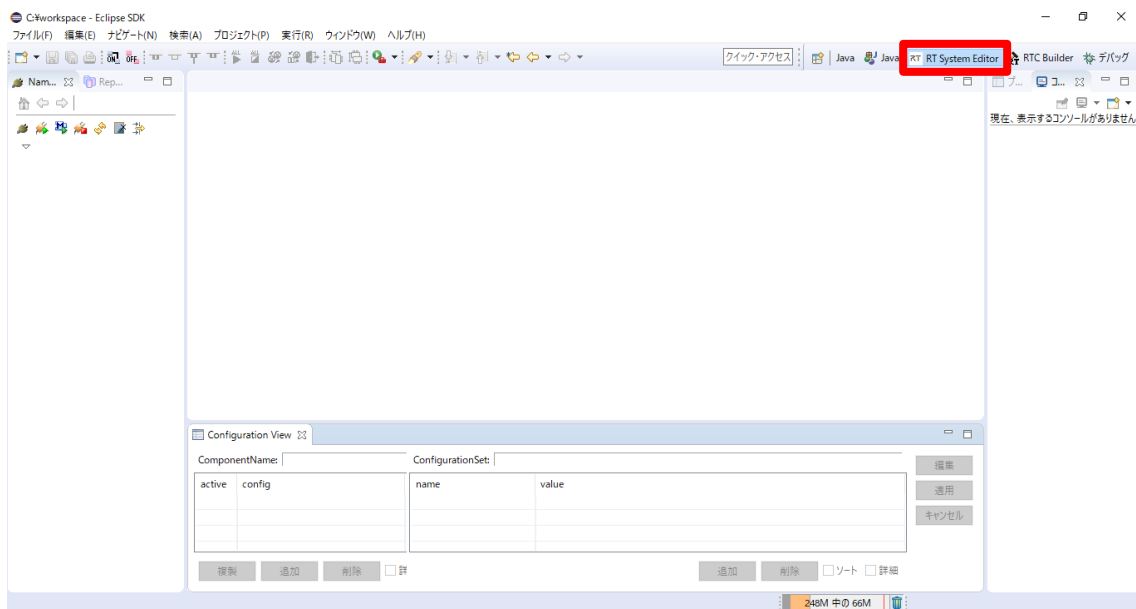 C:¥workspace - Eclipse SDK
ファイル(F) 編集(E) ナビゲート(N) 検索(A) プロジェクト(P) 実行(R) ウィンドウ(W) ヘルプ(H)
クイック・アクセス Java Java RT RT System Editor RTC Builder デバッグ
Nam... Rep... プ... コ...
現在、表示するコンソールがありません
Configuration View
ComponentName: ConfigurationSet: 編集
active config name value 適用
キャンセル
複製 追加 削除 詳 追加 削除 ソート 詳細
248M 中の 66M